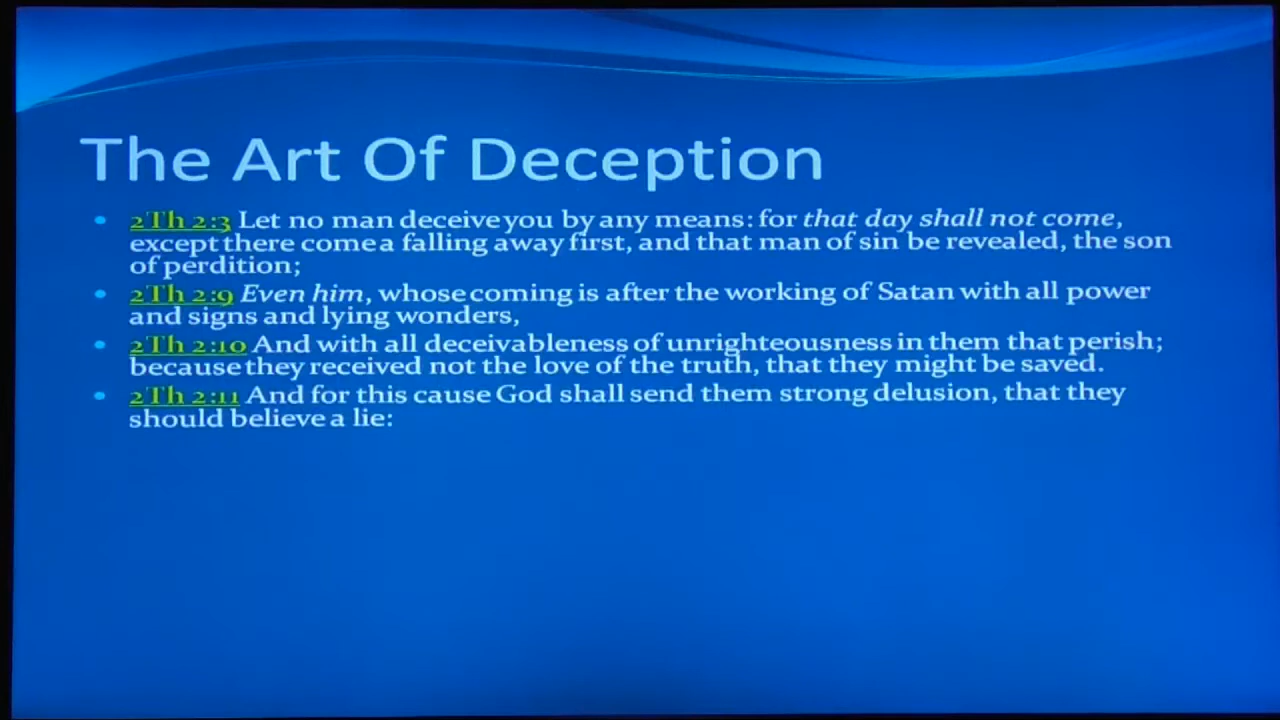 The Art Of Deception
2Th 2:3 Let no man deceive you by any means: for that day shall not come,
except there come a falling away first, and that man of sin be revealed, the son
of perdition;
2Th 2:9 Even him, whose coming is after the working of Satan with all power
and signs and lying wonders,
2Th 2:10 And with all deceivableness of unrighteousness in them that perish;
because they received not the love of the truth, that they might be saved.
2Th 2:11 And for this cause God shall send them strong delusion, that they
should believe a lie: